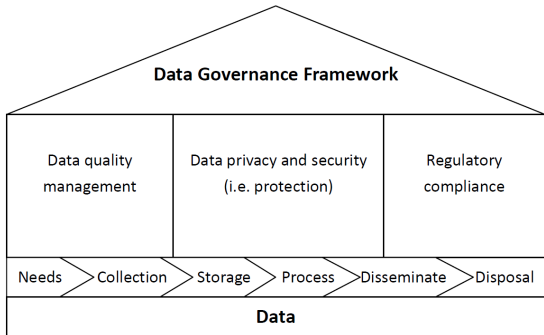 Data Governance Framework
Data quality
management
Data privacy and security
(i.e. protection)
Regulatory
compliance
Needs
Collection
Storage
Process
Disseminate
Disposal
Data